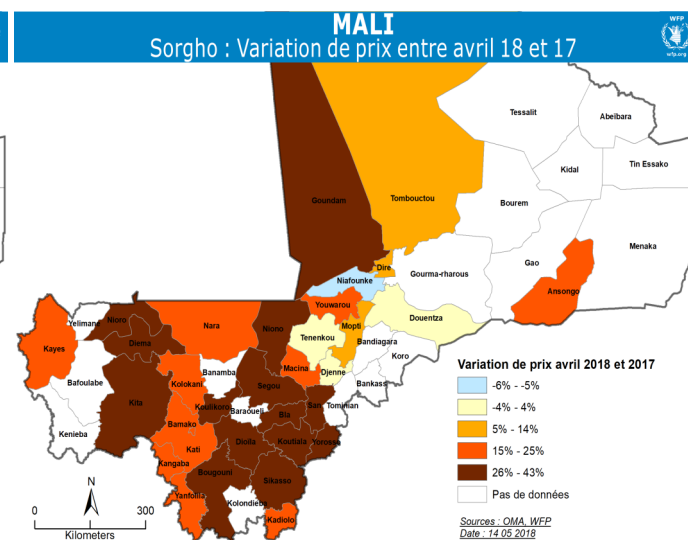 MALI
Sorgho : Variation de prix entre avril 18 et 17
WFP
wfp.org
Tessalit
Abeibara
Kidal
Tin Essako
Goundam
Tombouctou
Bourem
Menaka
Gao
Dire
Gourma-rharous
Niafounke
Ansongo
Youwarou
Douentza
Yelimane
Nioro
Nara
Niono
Mopti
Tenenkou
Bandiagara
Kayes
Diema
Koro
Macina
Djenne
Bafoulabe
Kolokani
Banamba
Segou
Bankass
Kita
Koulikoro
Baraoueli
San
Tominian
Bla
Bamako
Kenieba
Kati
Dioila
Koutiala
Yorosso
Kangaba
Bougouni
Sikasso
Yanfolila
Kolondieba
Kadiolo
N
0 300
Kilometers
Variation de prix avril 2018 et 2017
-6% - -5%
-4% - 4%
5% - 14%
15% - 25%
26% - 43%
Pas de données
Sources : OMA, WFP
Date : 14 05 2018